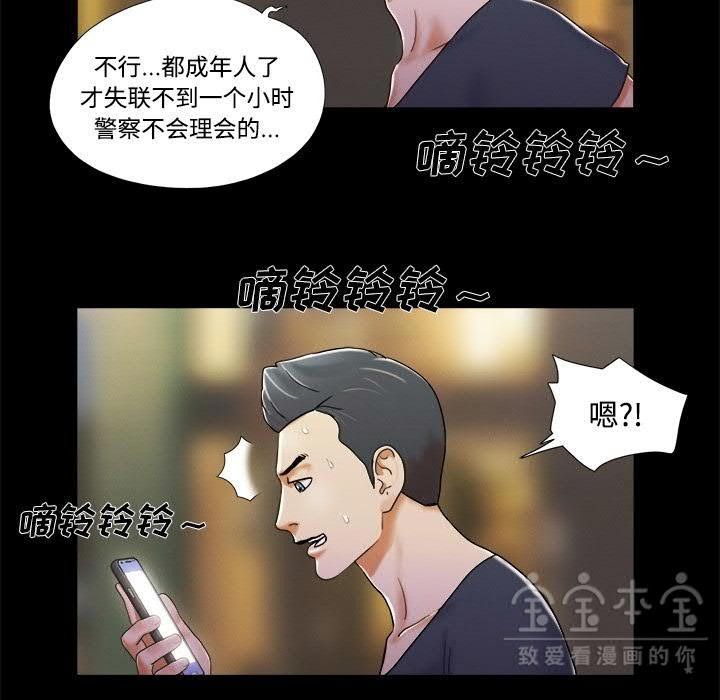 不行...都成年人了
才失联不到一个小时
警察不会理会的...
嘀铃铃铃～
嘀铃铃铃～
嗯?!
嘀铃铃铃～
宝宝本宝
致爱看漫画的你